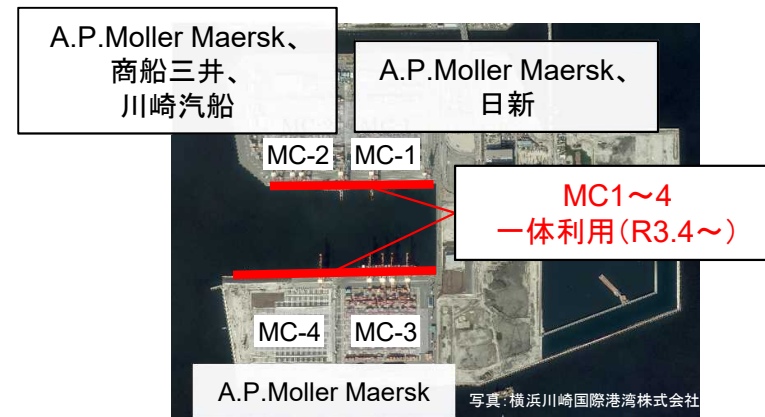 A.P.Moller Maersk、
商船三井、
川崎汽船
A.P.Moller Maersk、
日新
MC-2
MC-1
MC1～4
一体利用（R3.4～）
MC-4
MC-3
A.P.Moller Maersk
写真：横浜川崎国際港湾株式会社